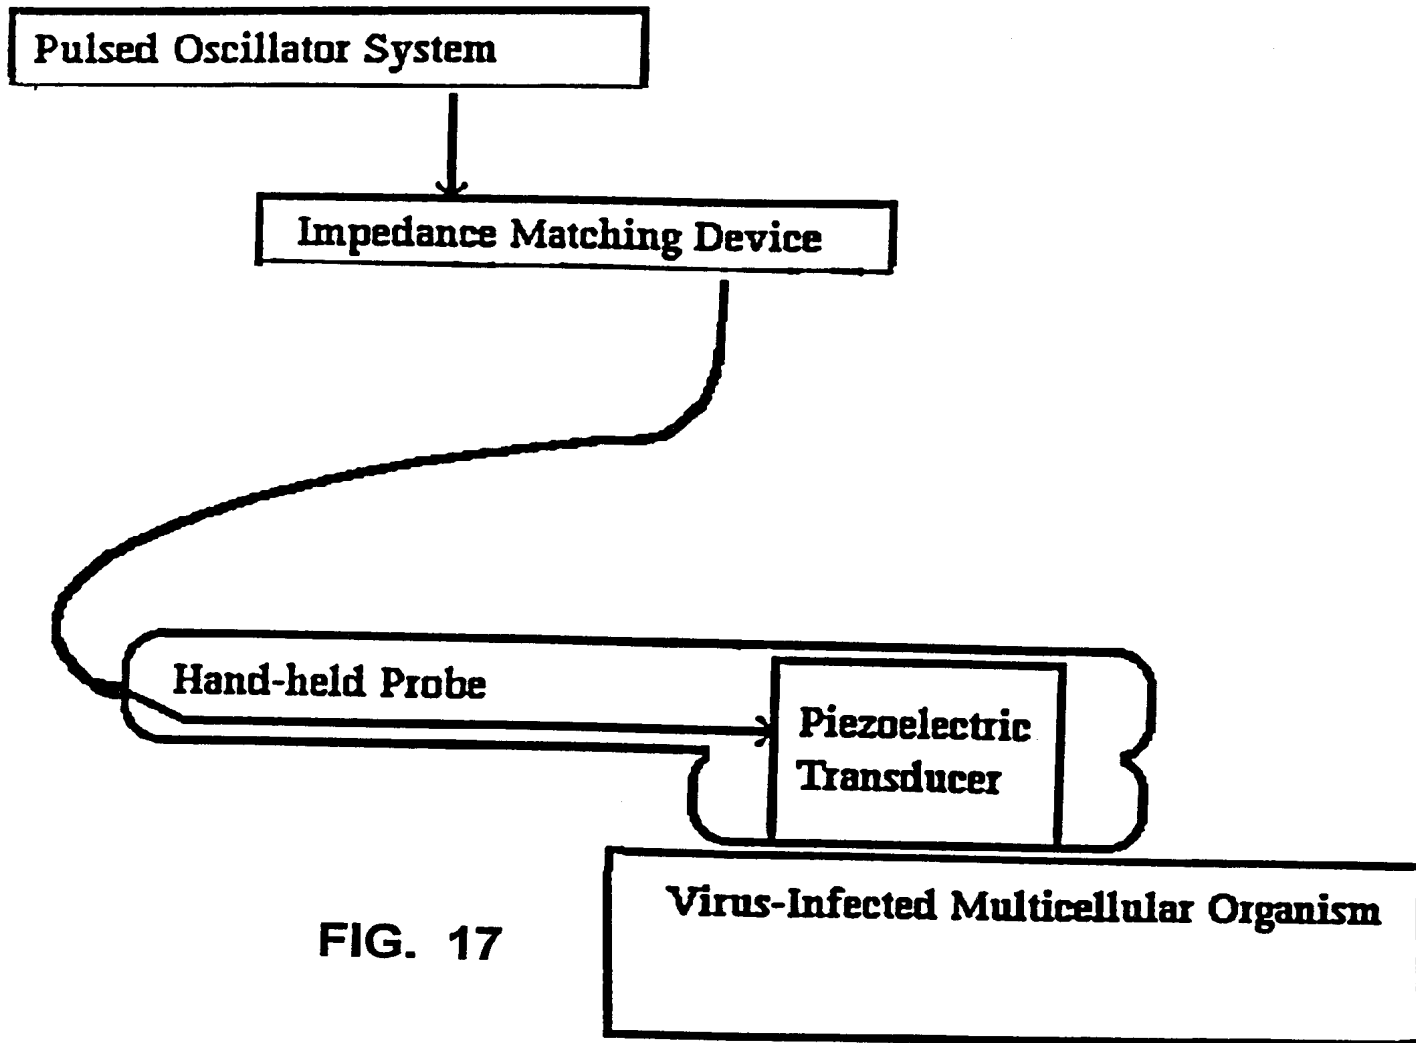 Pulsed Oscillator System
Impedance Matching Device
Hand-held Probe
Piezoelectric
Transducer
Virus-Infected Multicellular Organism
FIG. 17